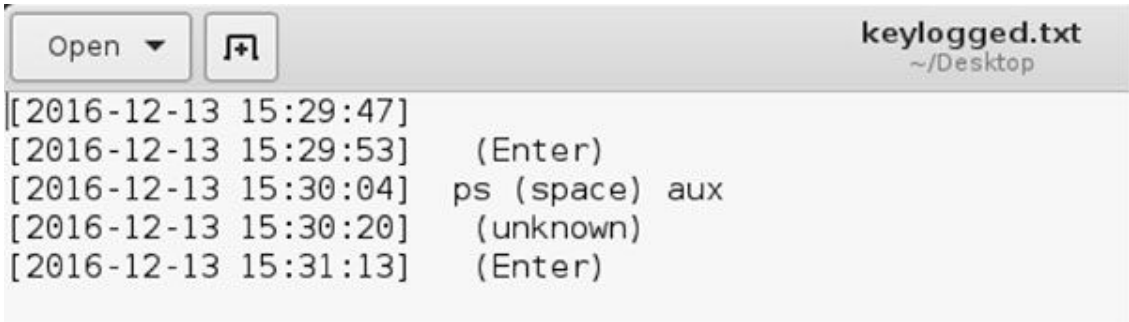 Open
keylogged.txt
~/Desktop
[2016-12-13 15:29:47]
[2016-12-13 15:29:53] (Enter)
[2016-12-13 15:30:04] ps (space) aux
[2016-12-13 15:30:20] (unknown)
[2016-12-13 15:31:13] (Enter)